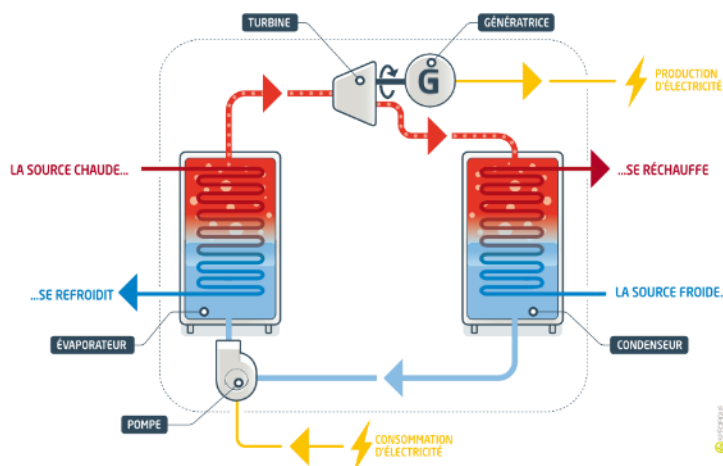 TURBINE
GÉNÉRATRICE
G
PRODUCTION
D'ÉLECTRICITÉ
LA SOURCE CHAUDE...
...SE RÉCHAUFFE
...SE REFROIDIT
LA SOURCE FROIDE...
ÉVAPORATEUR
CONDENSEUR
POMPE
CONSOMMATION
D'ÉLECTRICITÉ